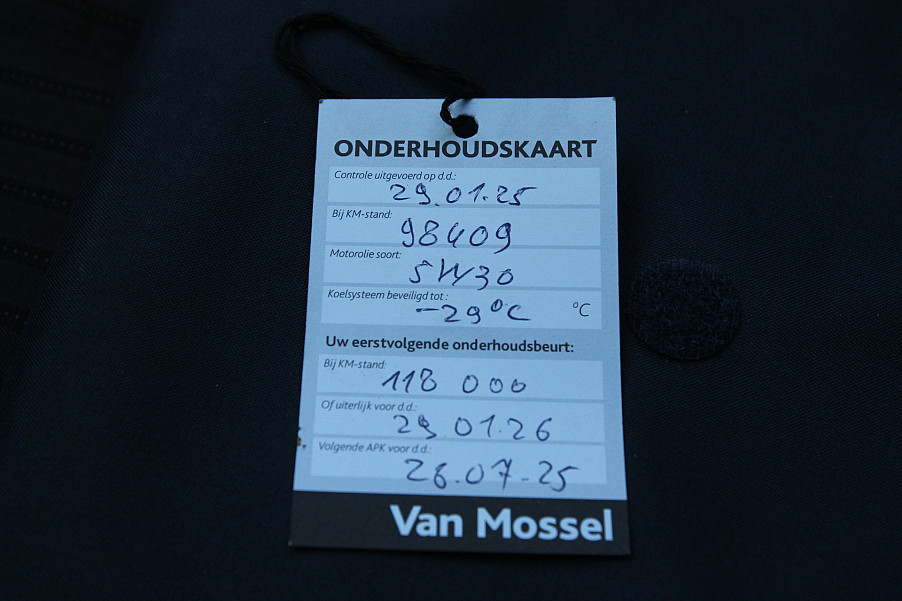 ONDERHOUDSKAART
Controle uitgevoerd op d.d.:
29.01.25
Bij KM-stand:
98409
Motorolie soort:
5W30
Koelsysteem beveiligd tot:
-29°C °C
Uw eerstvolgende onderhoudsbeurt:
Bij KM-stand:
118 000
Of uiterlijk voor d.d.:
29.01.26
Volgende APK voor d.d.:
28.07-25
Van Mossel